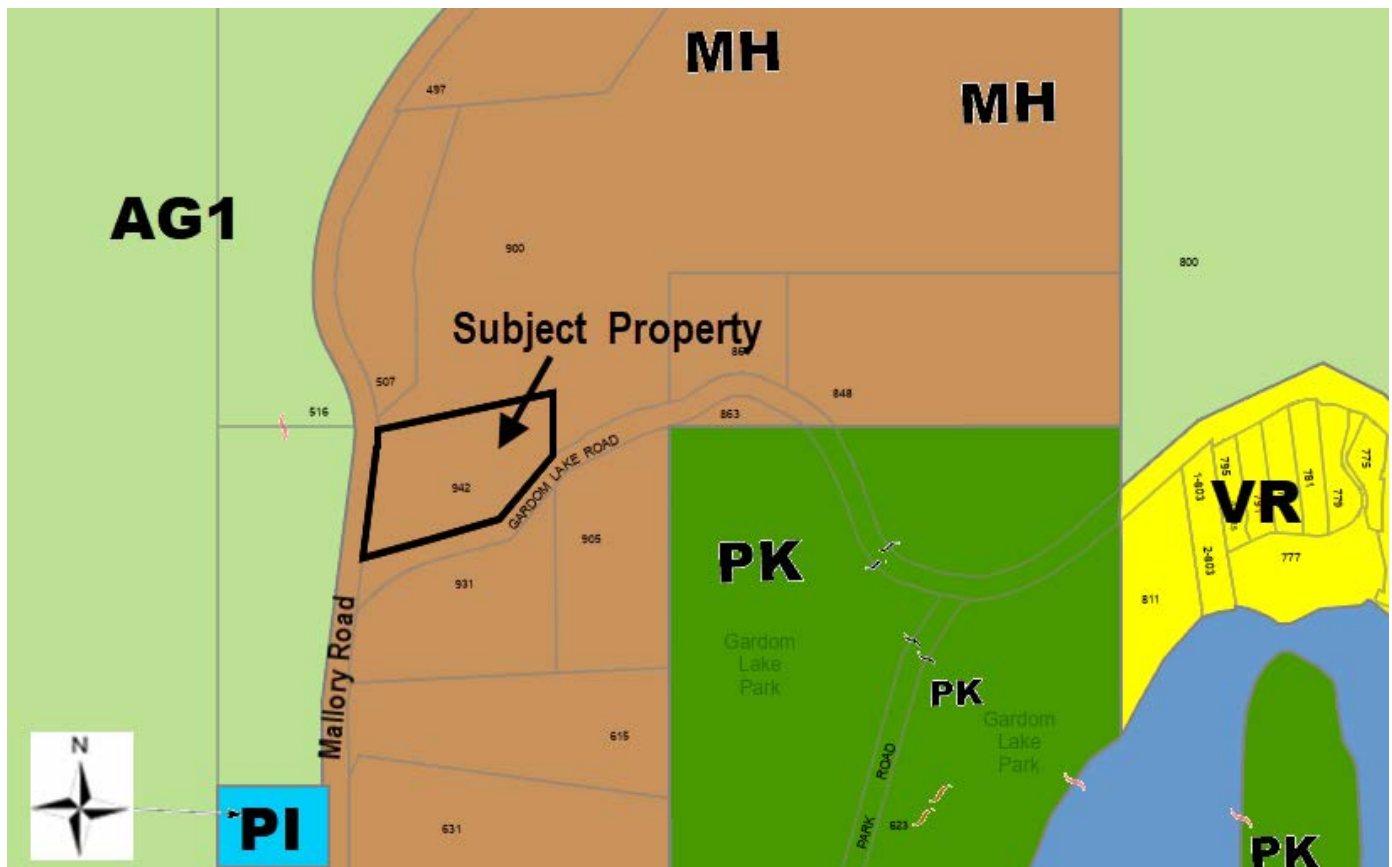 MH
MH
497
AG1
900
800
Subject Property
507
516
848
863
775
795
1-803
781
779
942
GARDOM LAKE ROAD
VR
905
PK
2-803
777
931
811
Mallory Road
Gardom
Lake
Park
PK
Gardom
Lake
Park
N
615
PARK ROAD
PI
631
623
PK